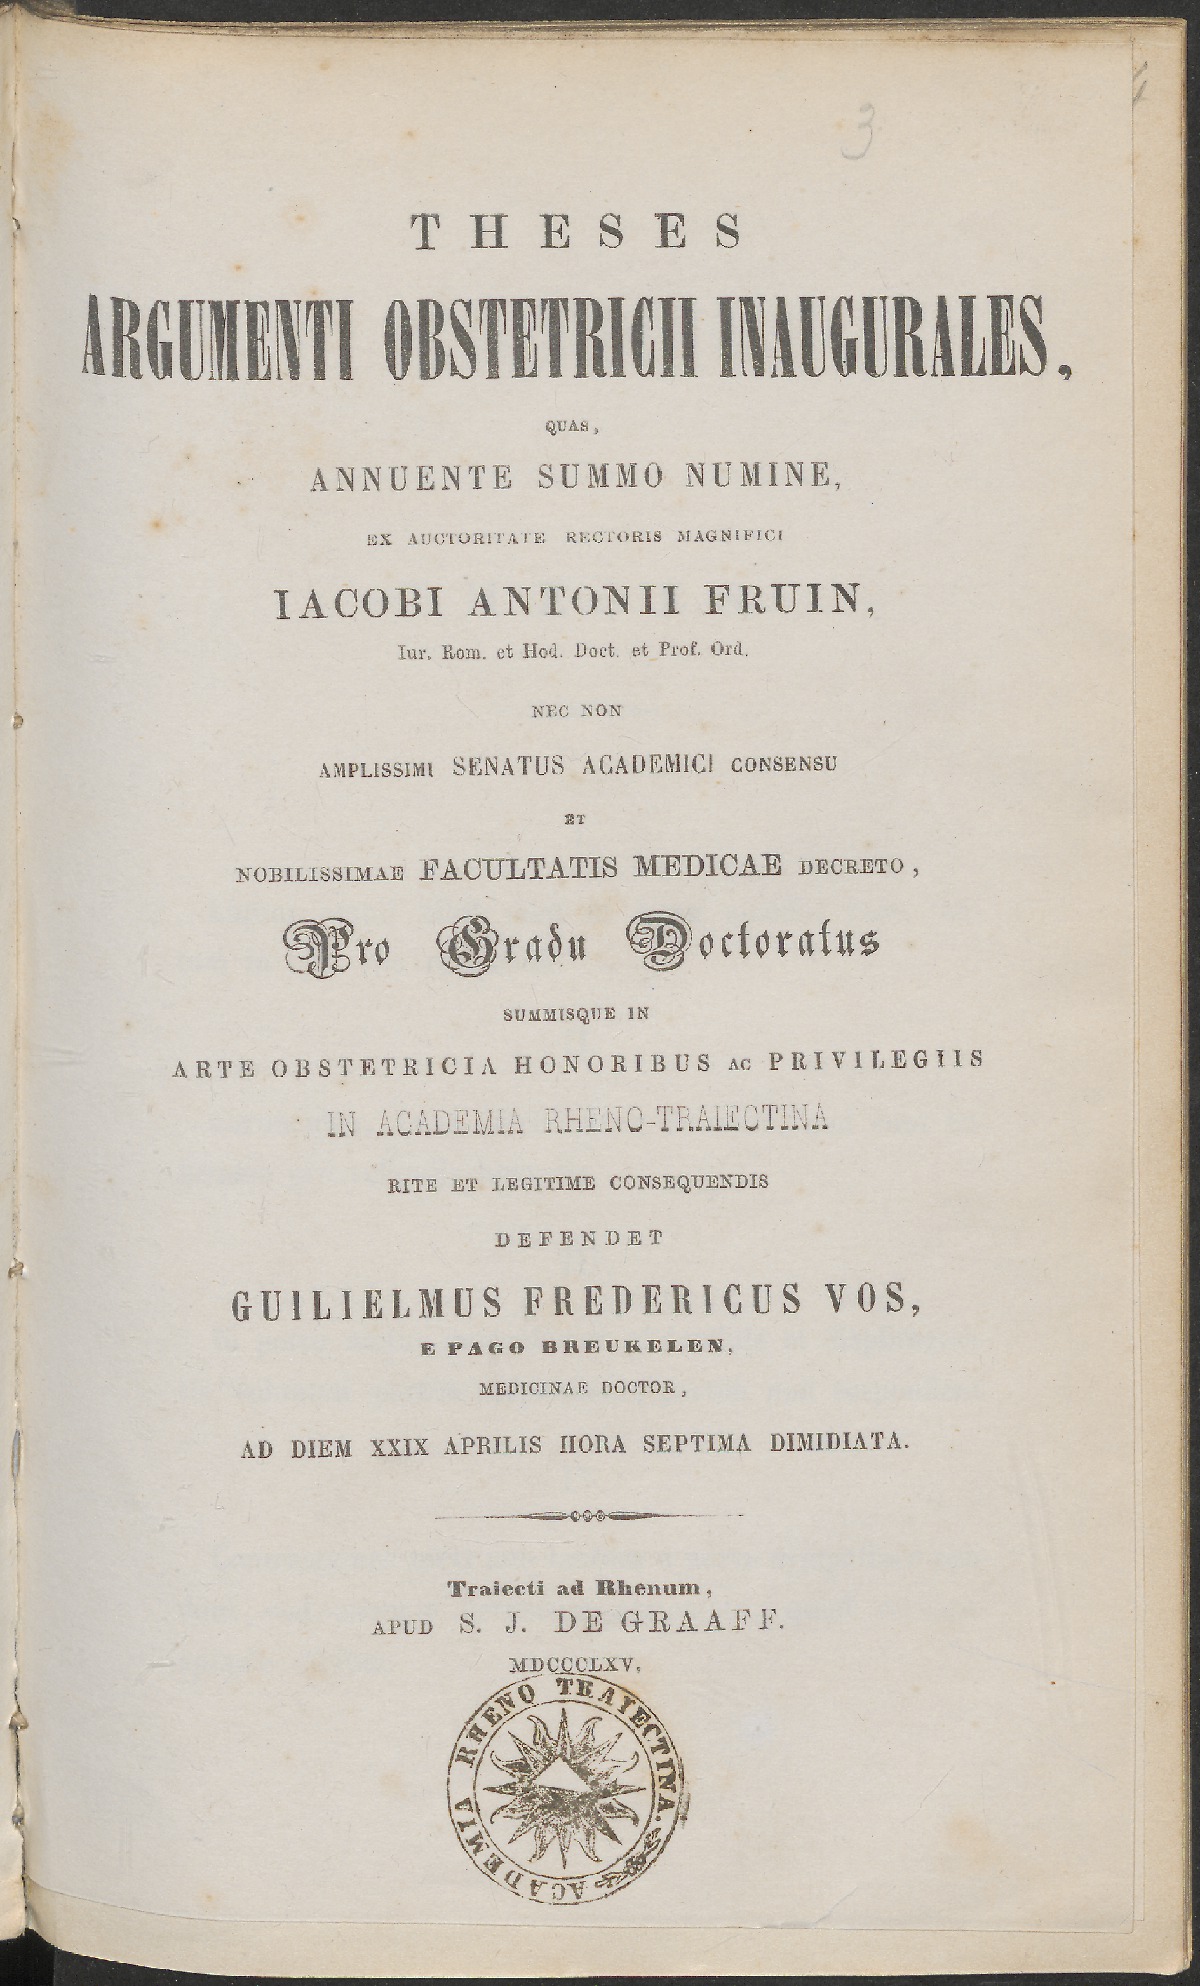 3
THESES
ARGUMENTI OBSTETRICII INAUGURALES,
QUAS,
ANNUENTE SUMMO NUMINE,
EX AUCTORITATE RECTORIS MAGNIFICI
IACOBI ANTONII FRUIN,
Iur. Rom. et Hod. Doct. et Prof. Ord.
NEC NON
AMPLISSIMI SENATUS ACADEMICI CONSENSU
ET
NOBILISSIMAE FACULTATIS MEDICAE DECRETO,
Pro Gradu Doctoratus
SUMMISQUE IN
ARTE OBSTETRICIA HONORIBUS AC PRIVILEGIIS
IN ACADEMIA RHENO-TRAIECTINA
RITE ET LEGITIME CONSEQUENDIS
DEFENDET
GUILIELMUS FREDERICUS VOS,
E PAGO BREUKELEN,
MEDICINAE DOCTOR,
AD DIEM XXIX APRILIS HORA SEPTIMA DIMIDIATA.
Traiecti ad Rhenum,
APUD S. J. DE GRAAFF.
MDCCCLXV.
ACADEMIA RHENO TRAIECTINA.